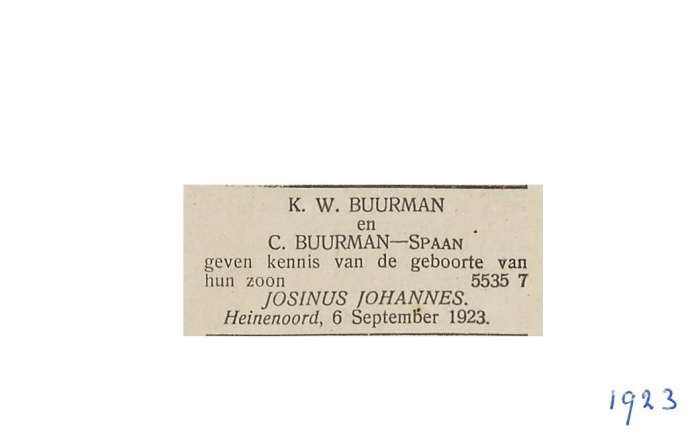 K. W. BUURMAN
en
C. BUURMAN—SPAAN
geven kennis van de geboorte van
hun zoon 5535 7
JOSINUS JOHANNES.
Heinenoord, 6 September 1923.
1923